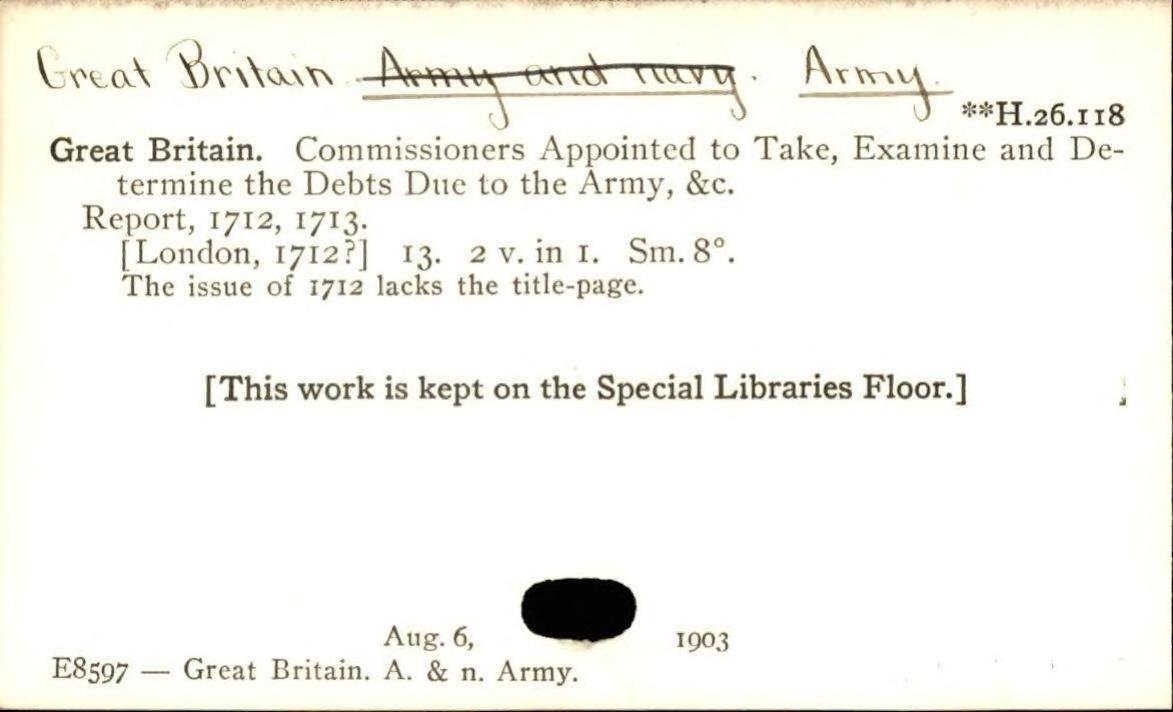 Great Britain Army and navy. Army.
**H.26.118
Great Britain. Commissioners Appointed to Take, Examine and De-
termine the Debts Due to the Army, &c.
Report, 1712, 1713.
[London, 1712?] 13. 2 v. in 1. Sm. 8°.
The issue of 1712 lacks the title-page.
[This work is kept on the Special Libraries Floor.]
Aug. 6, 1903
E8597 — Great Britain. A. & n. Army.